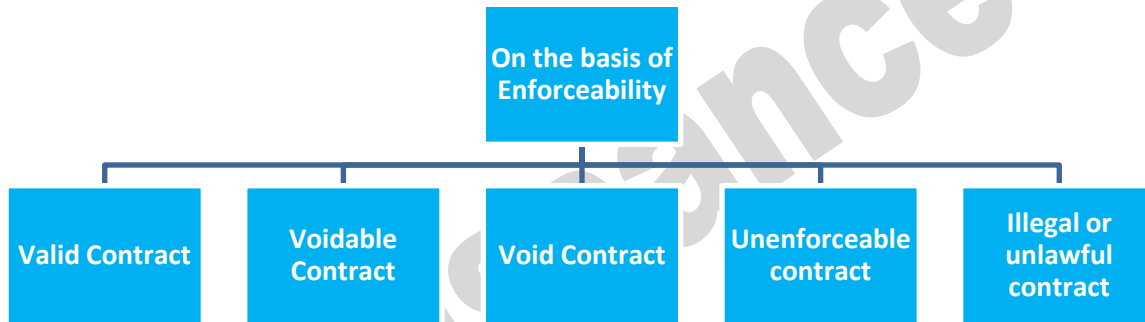 On the basis of
Enforceability
Valid Contract
Voidable
Contract
Void Contract
Unenforceable
contract
Illegal or
unlawful
contract